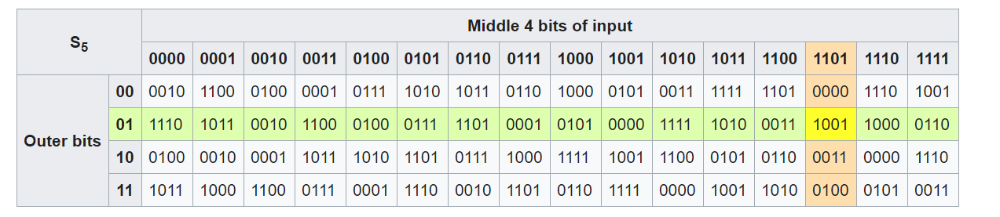 S5 Middle 4 bits of input
0000 0001 0010 0011 0100 0101 0110 0111 1000 1001 1010 1011 1100 1101 1110 1111
Outer bits
00 0010 1100 0100 0001 0111 1010 1011 0110 1000 0101 0011 1111 1101 0000 1110 1001
01 1110 1011 0010 1100 0100 0111 1101 0001 0101 0000 1111 1010 0011 1001 1000 0110
10 0100 0010 0001 1011 1010 1101 0111 1000 1111 1001 1100 0101 0110 0011 0000 1110
11 1011 1000 1100 0111 0001 1110 0010 1101 0110 1111 0000 1001 1010 0100 0101 0011